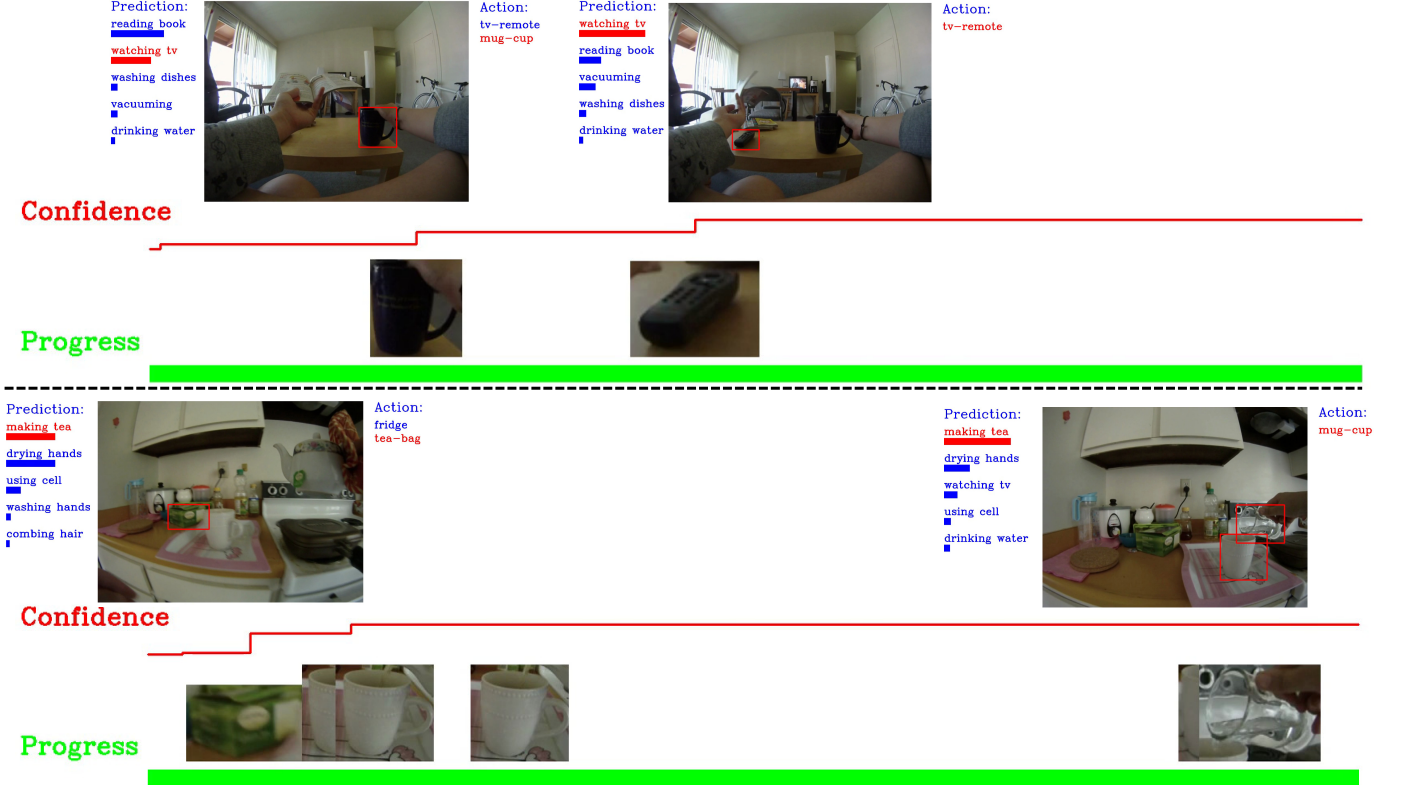 Prediction:
reading book
watching tv
washing dishes
vacuuming
drinking water
Action:
tv-remote
mug-cup
Prediction:
watching tv
reading book
vacuuming
washing dishes
drinking water
Action:
tv-remote
Confidence
Progress
Prediction:
making tea
drying hands
using cell
washing hands
combing hair
Action:
fridge
tea-bag
Prediction:
making tea
drying hands
watching tv
using cell
drinking water
Action:
mug-cup
Confidence
Progress